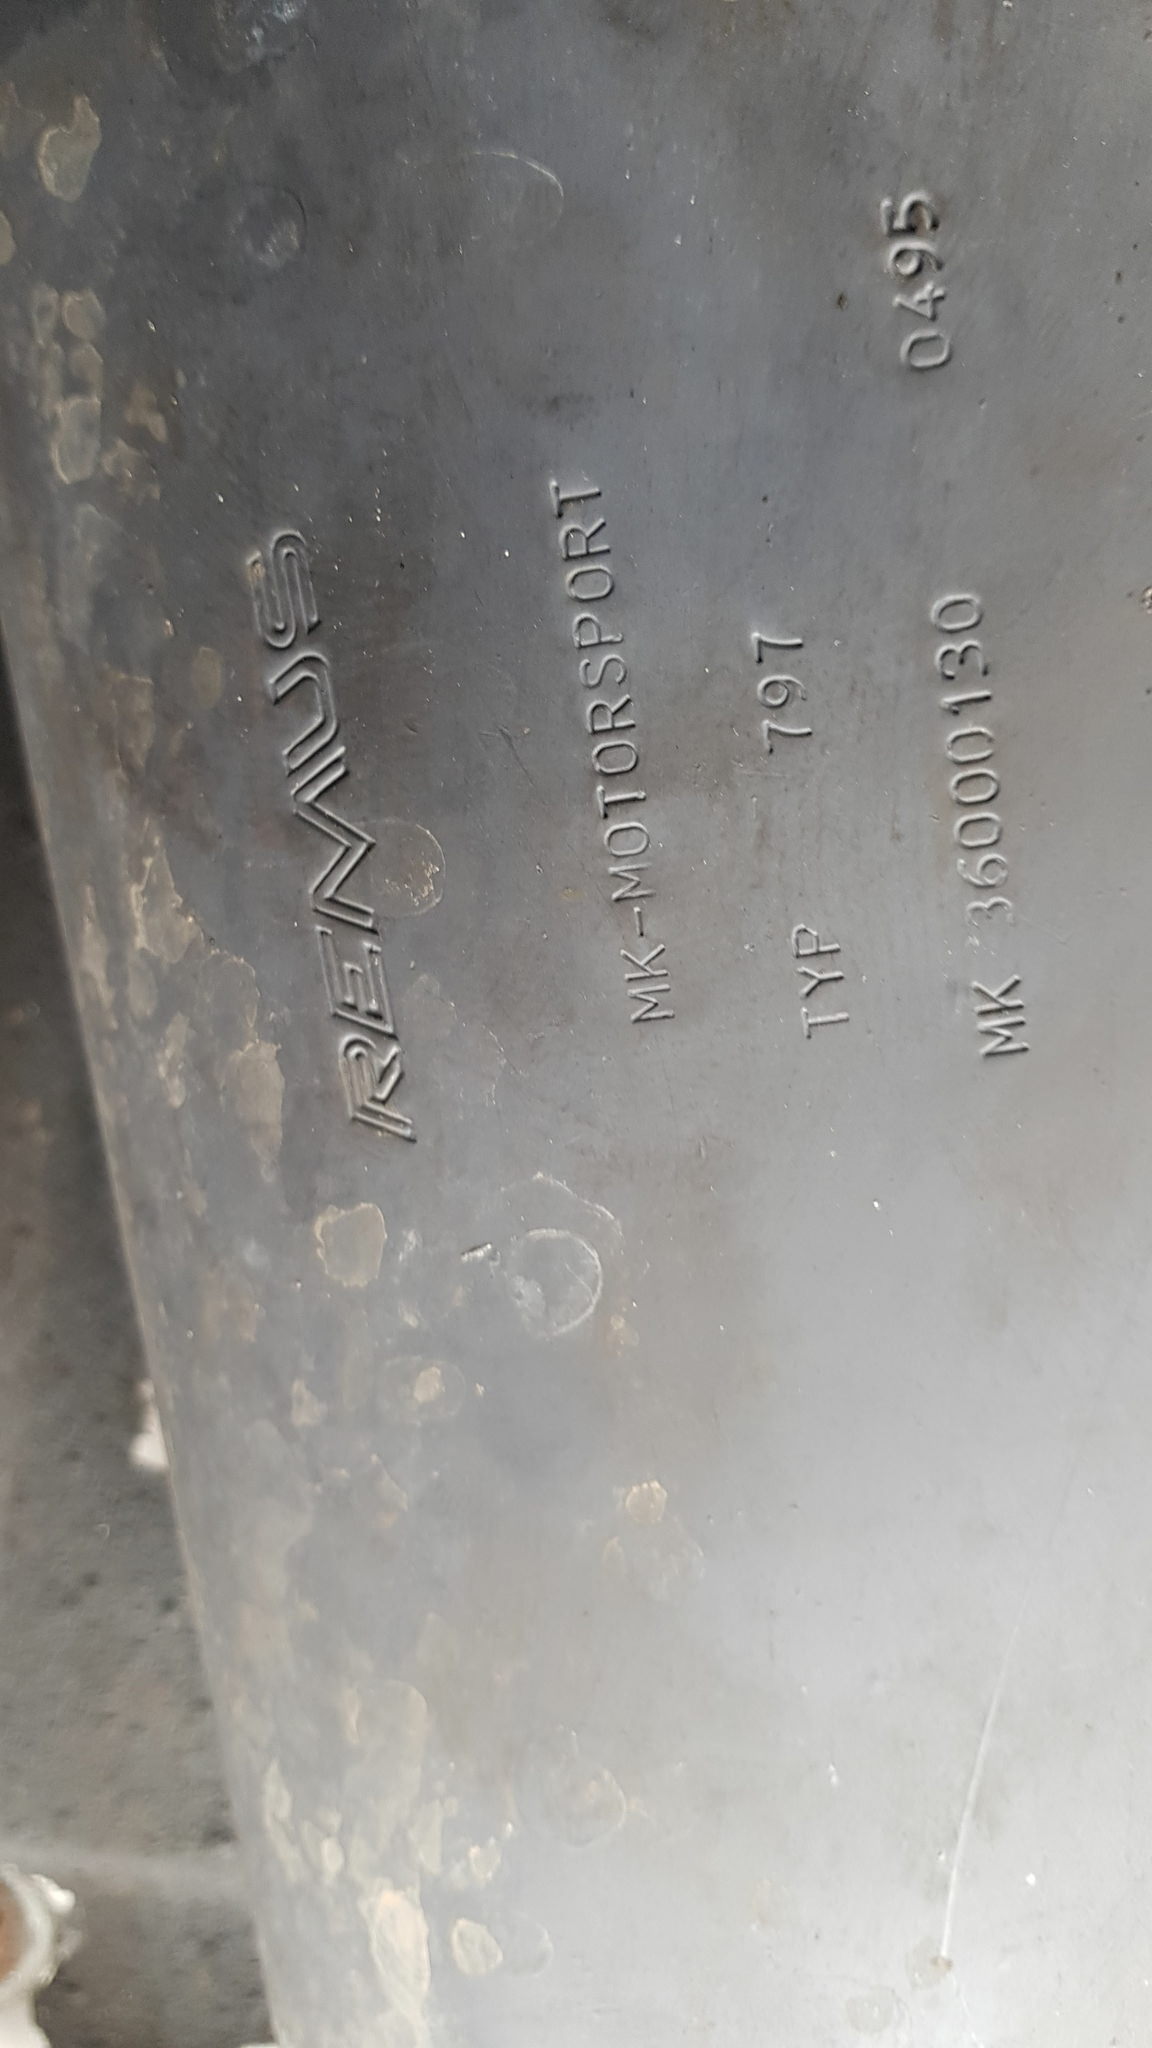 REMUS
MK-MOTORSPORT
TYP 797
MK 36000130 0495